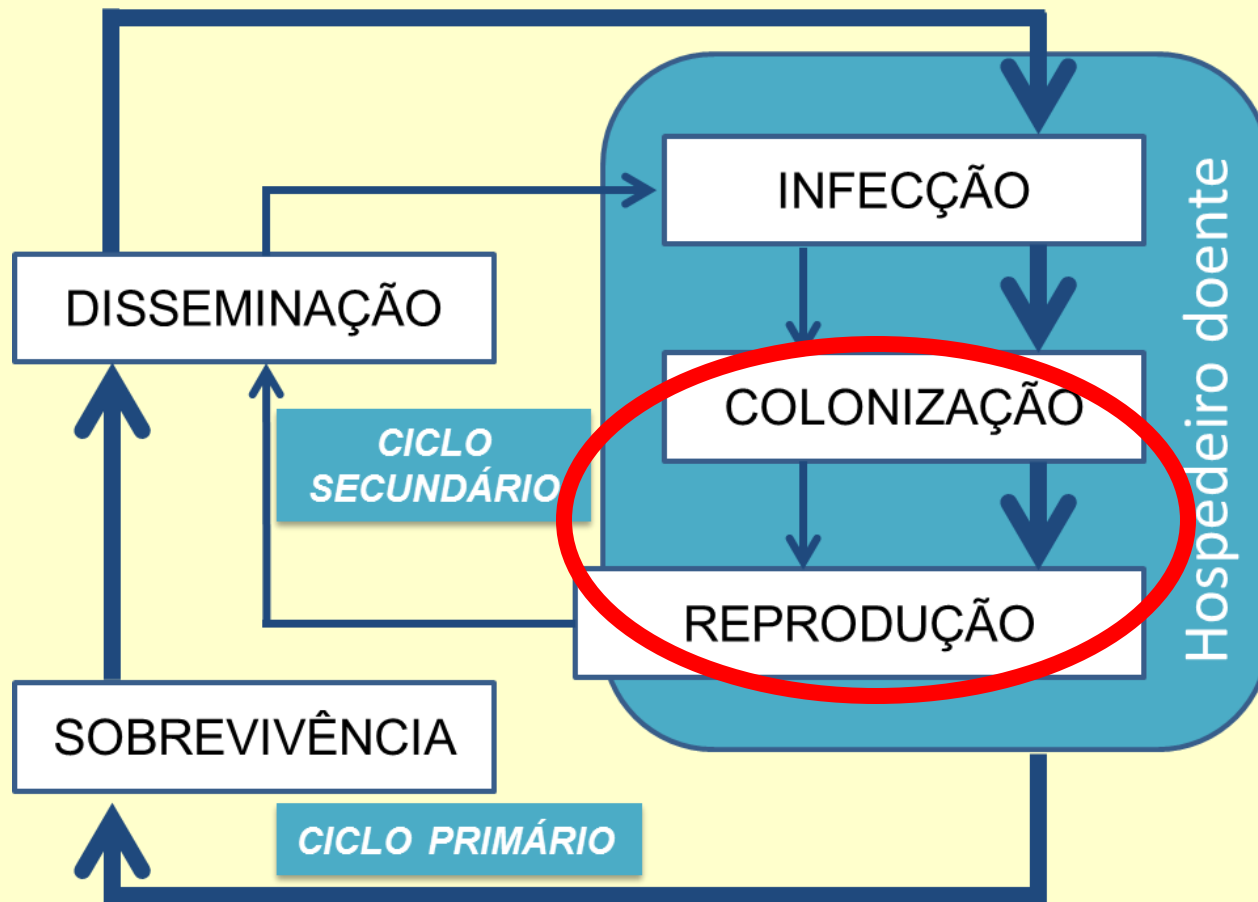 INFECÇÃO
DISSEMINAÇÃO
COLONIZAÇÃO
CICLO
SECUNDÁRIO
REPRODUÇÃO
SOBREVIVÊNCIA
CICLO PRIMÁRIO
Hospedeiro doente